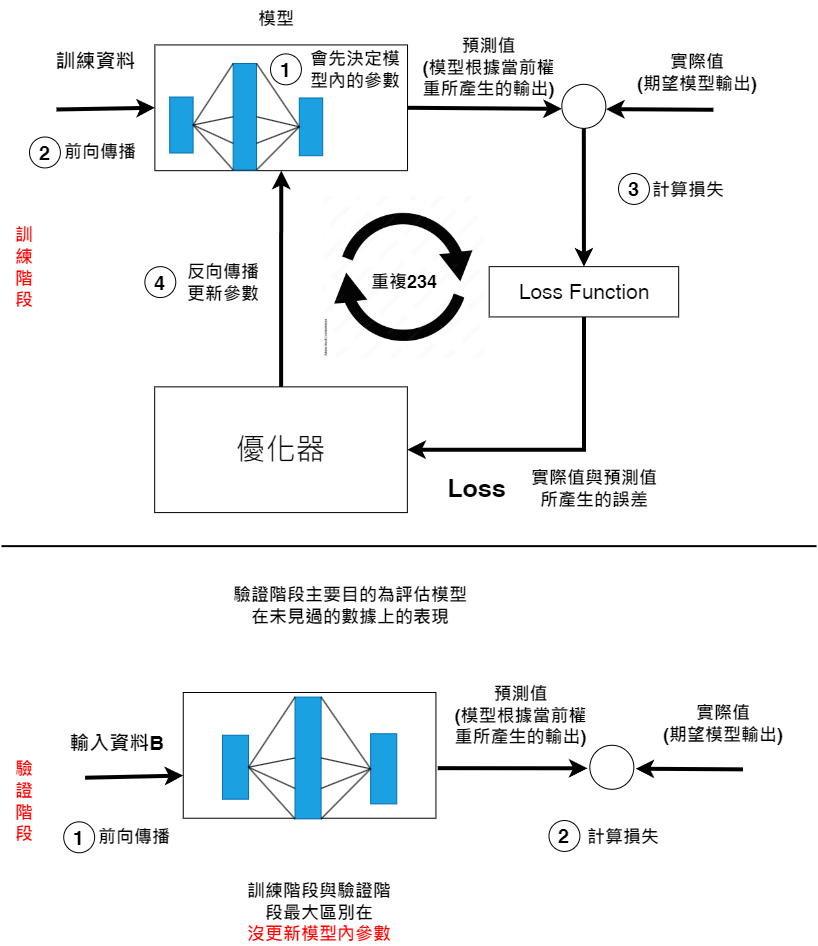 模型
訓練資料
①
會先決定模
型內的參數
預測值
(模型根據當前權
重所產生的輸出)
實際值
(期望模型輸出)
②
前向傳播
③
計算損失
訓
練
階
段
④
反向傳播
更新參數
重複234
Loss Function
優化器
Loss
實際值與預測值
所產生的誤差
驗證階段主要目的為評估模型
在未見過的數據上的表現
輸入資料B
預測值
(模型根據當前權
重所產生的輸出)
實際值
(期望模型輸出)
驗
證
階
段
①
前向傳播
②
計算損失
訓練階段與驗證階
段最大區別在
沒更新模型內參數